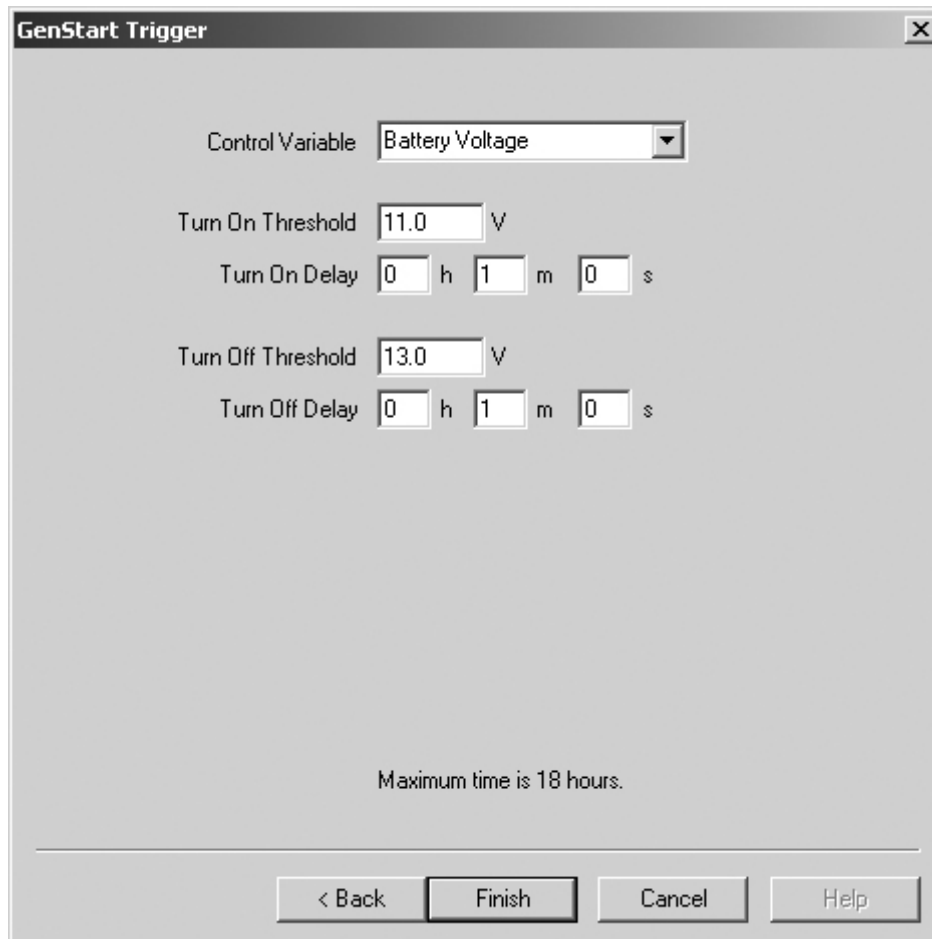 GenStart Trigger
Control Variable Battery Voltage
Turn On Threshold 11.0 V
Turn On Delay 0 h 1 m 0 s
Turn Off Threshold 13.0 V
Turn Off Delay 0 h 1 m 0 s
Maximum time is 18 hours.
< Back Finish Cancel Help